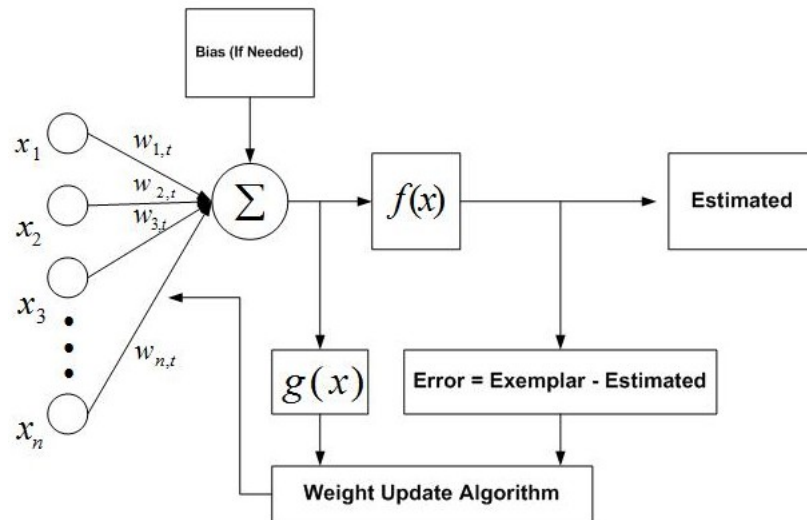 Bias (If Needed)
x1
w1,t
w2,t
x2
w3,t
Σ
f(x)
Estimated
x3
wn,t
g(x)
Error = Exemplar - Estimated
xn
Weight Update Algorithm